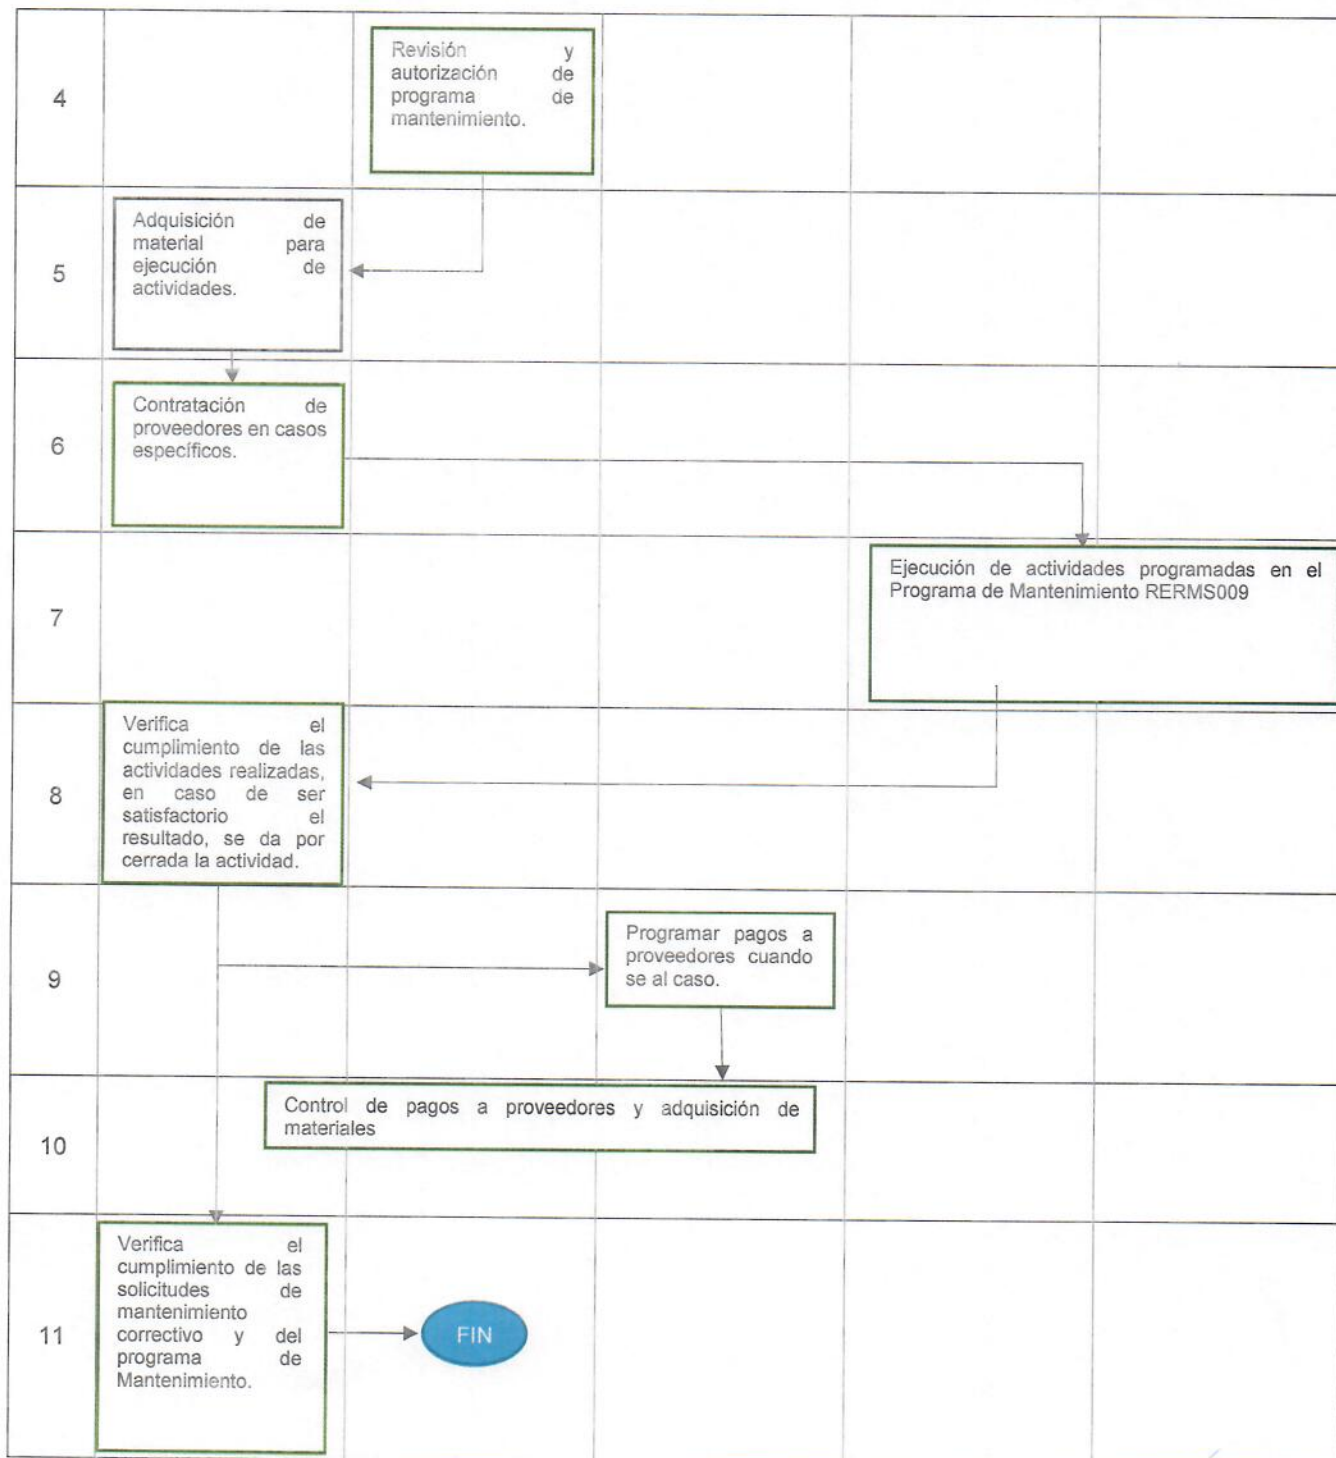 4
Revisión y
autorización de
programa de
mantenimiento.
5
Adquisición de
material para
ejecución de
actividades.
6
Contratación de
proveedores en casos
específicos.
7
Ejecución de actividades programadas en el
Programa de Mantenimiento RERMS009
8
Verifica el
cumplimiento de las
actividades realizadas,
en caso de ser
satisfactorio el
resultado, se da por
cerrada la actividad.
9
Programar pagos a
proveedores cuando
se al caso.
10
Control de pagos a proveedores y adquisición de
materiales
11
Verifica el
cumplimiento de las
solicitudes de
mantenimiento
correctivo y del
programa de
Mantenimiento.
FIN